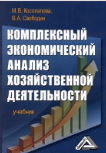 М.В. Косолапова,
В.А. Свободин
КОМПЛЕКСНЫЙ
ЭКОНОМИЧЕСКИЙ
АНАЛИЗ
ХОЗЯЙСТВЕННОЙ
ДЕЯТЕЛЬНОСТИ
учебник